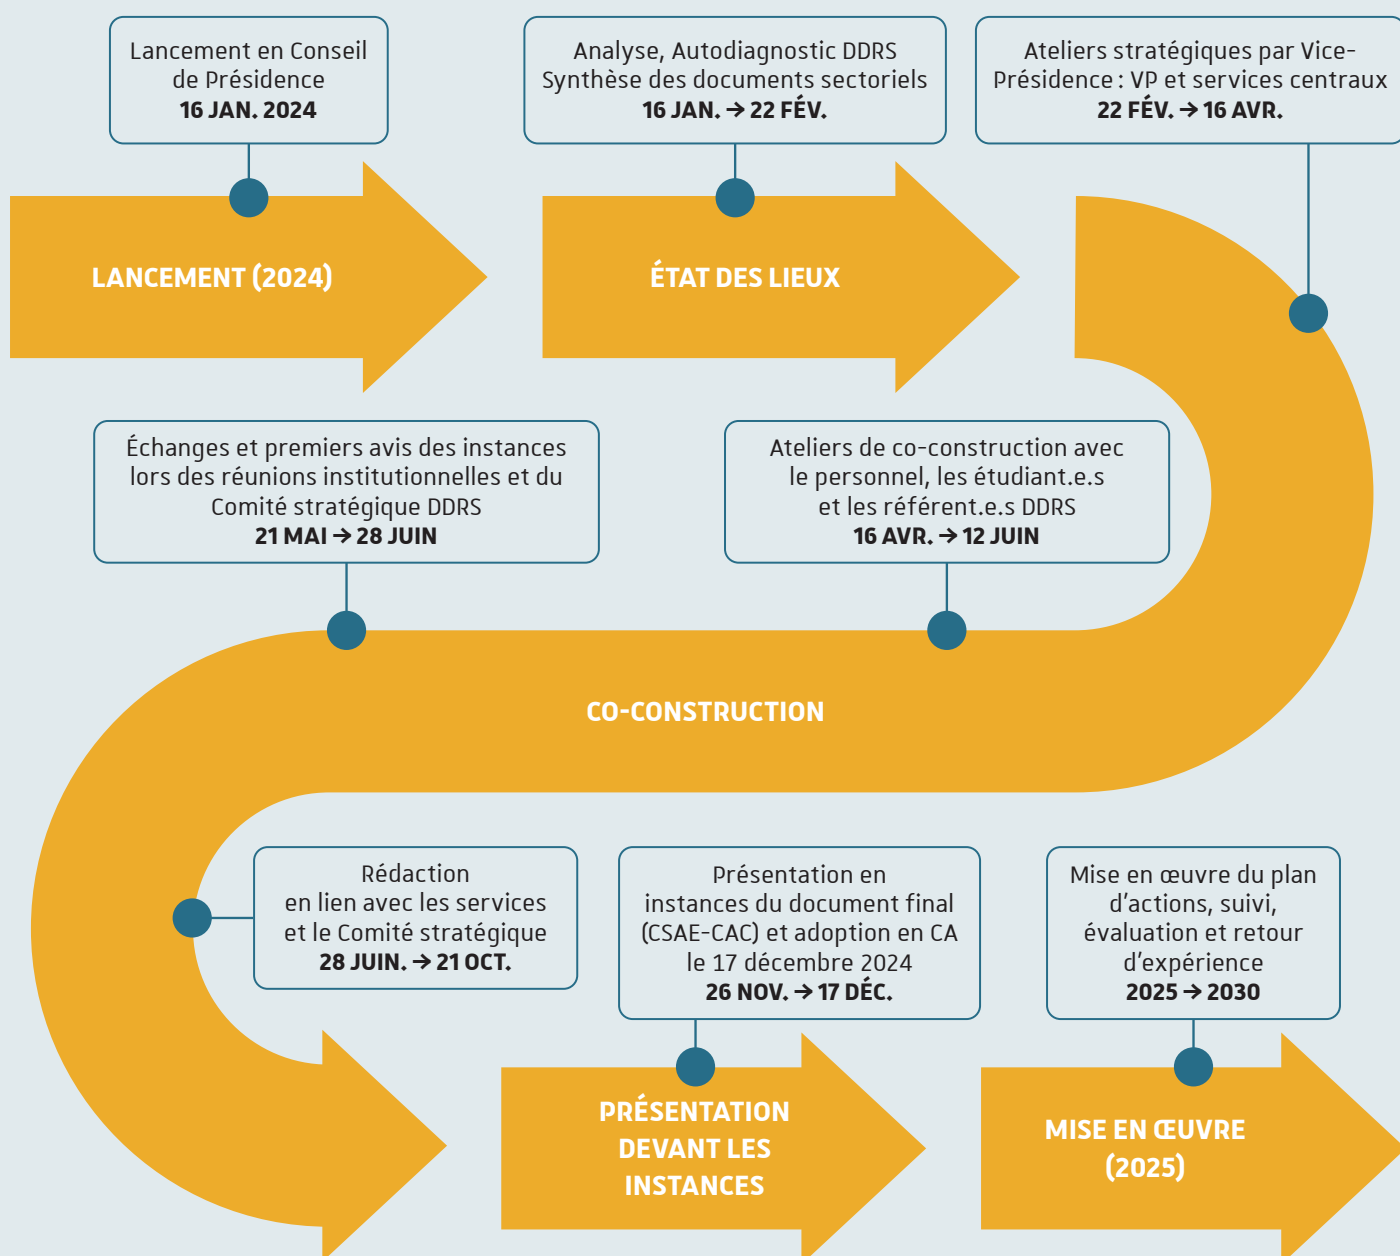 Lancement en Conseil
de Présidence
16 JAN. 2024
Analyse, Autodiagnostic DDRS
Synthèse des documents sectoriels
16 JAN. → 22 FÉV.
Ateliers stratégiques par Vice-
Présidence : VP et services centraux
22 FÉV. → 16 AVR.
LANCEMENT (2024)
ÉTAT DES LIEUX
Échanges et premiers avis des instances
lors des réunions institutionnelles et du
Comité stratégique DDRS
21 MAI → 28 JUIN
Ateliers de co-construction avec
le personnel, les étudiant.e.s
et les référent.e.s DDRS
16 AVR. → 12 JUIN
CO-CONSTRUCTION
Rédaction
en lien avec les services
et le Comité stratégique
28 JUIN. → 21 OCT.
Présentation en
instances du document final
(CSAE-CAC) et adoption en CA
le 17 décembre 2024
26 NOV. → 17 DÉC.
Mise en œuvre du plan
d'actions, suivi,
évaluation et retour
d'expérience
2025 → 2030
PRÉSENTATION
DEVANT LES
INSTANCES
MISE EN ŒUVRE
(2025)